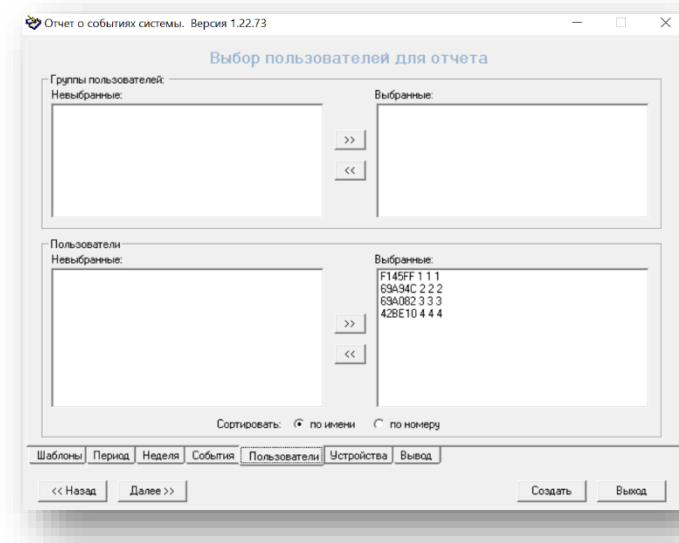 Отчет о событиях системы. Версия 1.22.73
Выбор пользователей для отчета
Группы пользователей:
Невыбранные:
Выбранные:
>>
<<
Пользователи
Невыбранные:
Выбранные:
F145FF 1 1 1
69A94C 2 2 2
69A082 3 3 3
42BE10 4 4 4
>>
<<
Сортировать: по имени по номеру
Шаблоны Период Неделя События Пользователи Устройства Вывод
<< Назад Далее >> Создать Выход